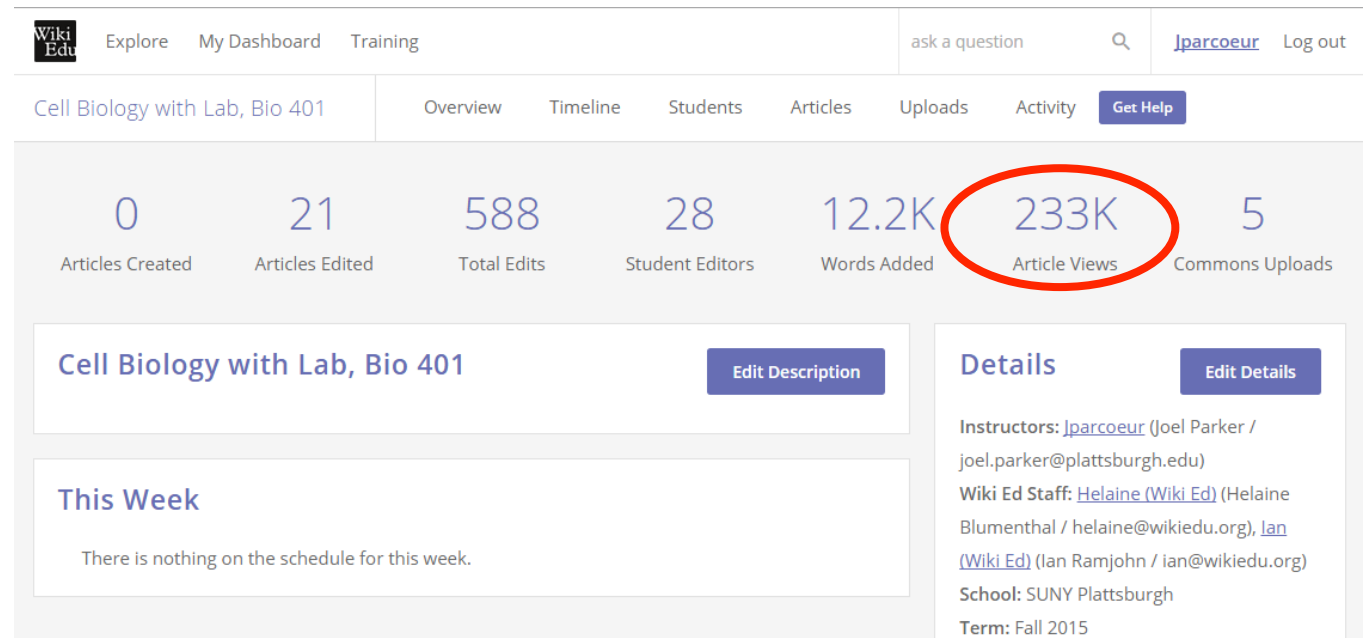 Wiki Edu Explore My Dashboard Training ask a question Jparcoeur Log out
Cell Biology with Lab, Bio 401 Overview Timeline Students Articles Uploads Activity Get Help
0 21 588 28 12.2K 233K 5
Articles Created Articles Edited Total Edits Student Editors Words Added Article Views Commons Uploads
Cell Biology with Lab, Bio 401 Edit Description
This Week
There is nothing on the schedule for this week.
Details Edit Details
Instructors: Jparcoeur (Joel Parker /
joel.parker@plattsburgh.edu)
Wiki Ed Staff: Helaine (Wiki Ed) (Helaine
Blumenthal / helaine@wikiedu.org), Ian
(Wiki Ed) (Ian Ramjohn / ian@wikiedu.org)
School: SUNY Plattsburgh
Term: Fall 2015